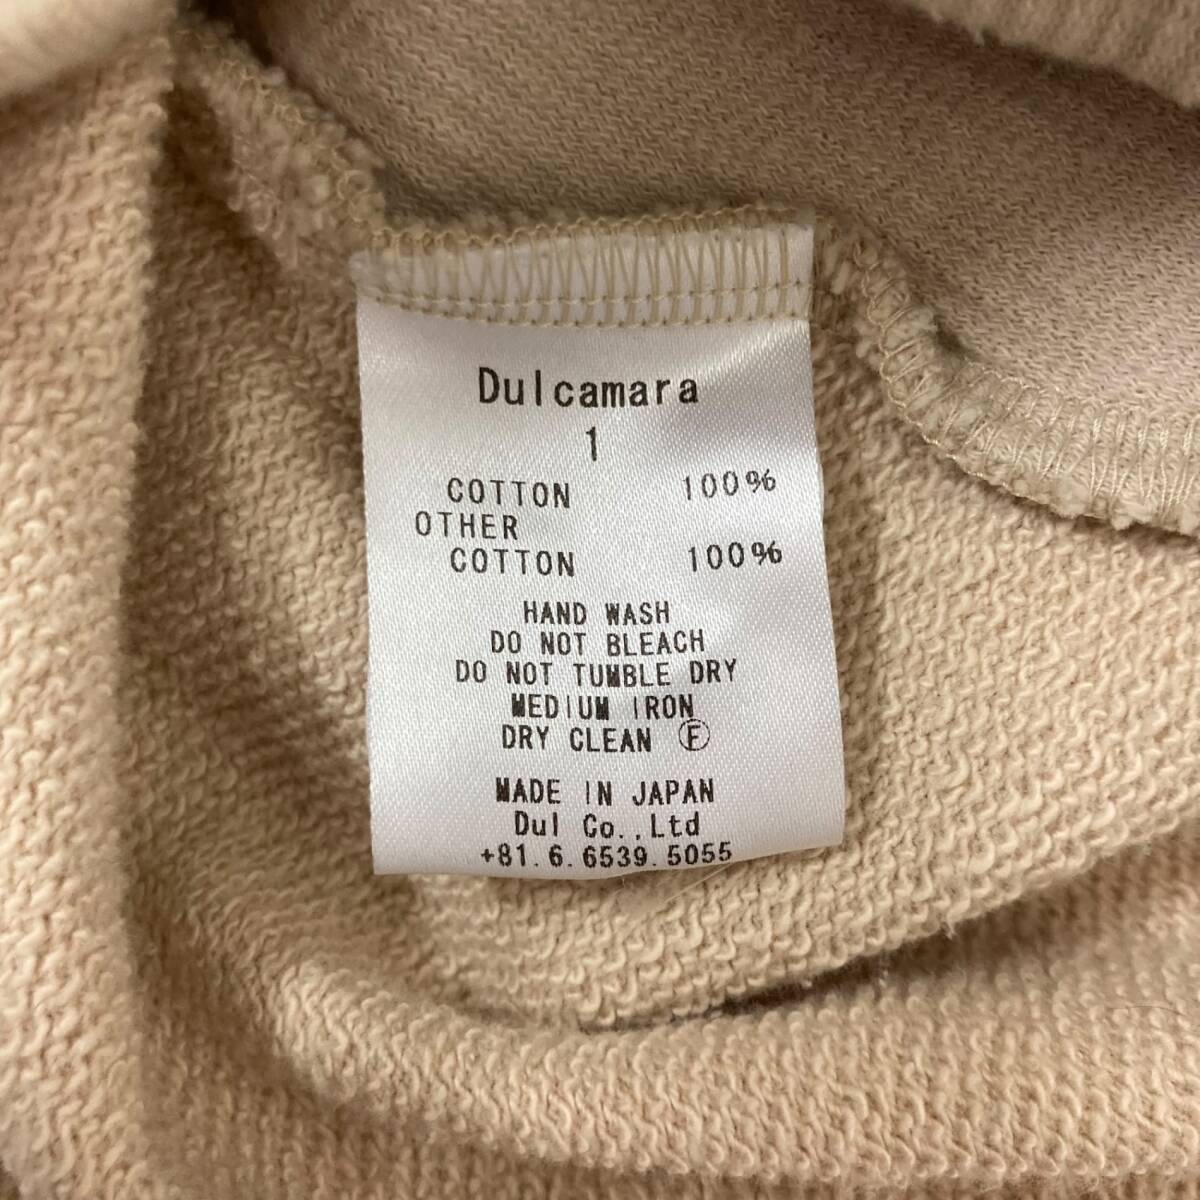 Dulcamara
1
COTTON 100%
OTHER
COTTON 100%
HAND WASH
DO NOT BLEACH
DO NOT TUMBLE DRY
MEDIUM IRON
DRY CLEAN Ⓕ
MADE IN JAPAN
Dul Co.,Ltd
+81.6.6539.5055